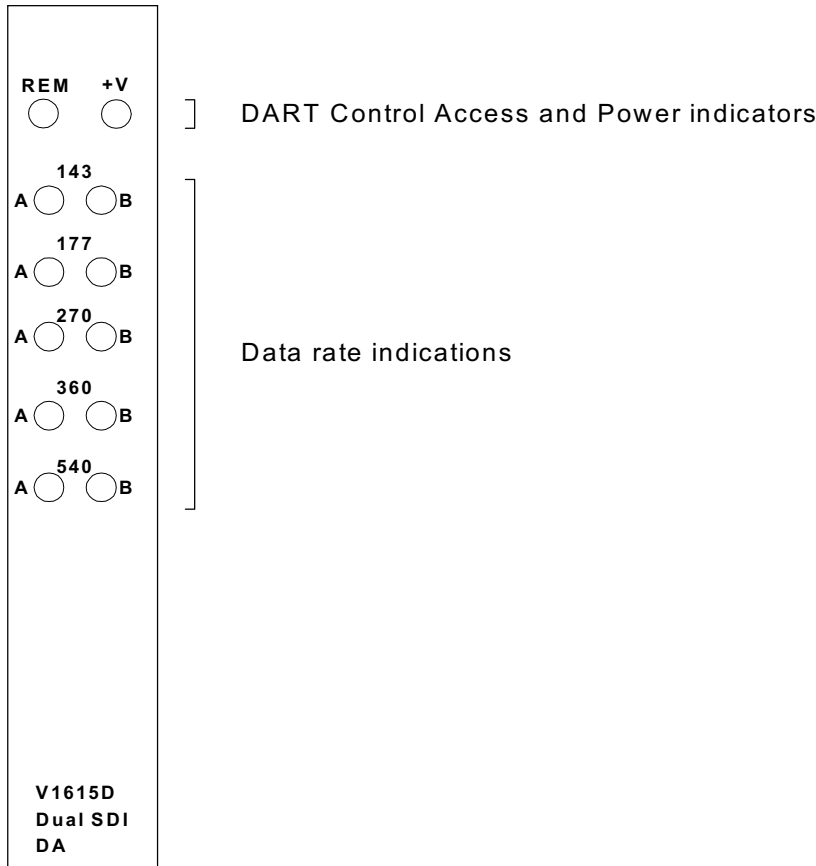 REM +V
DART Control Access and Power indicators
143
A B
177
A B
270
A B
360
A B
540
A B
Data rate indications
V1615D
Dual SDI
DA